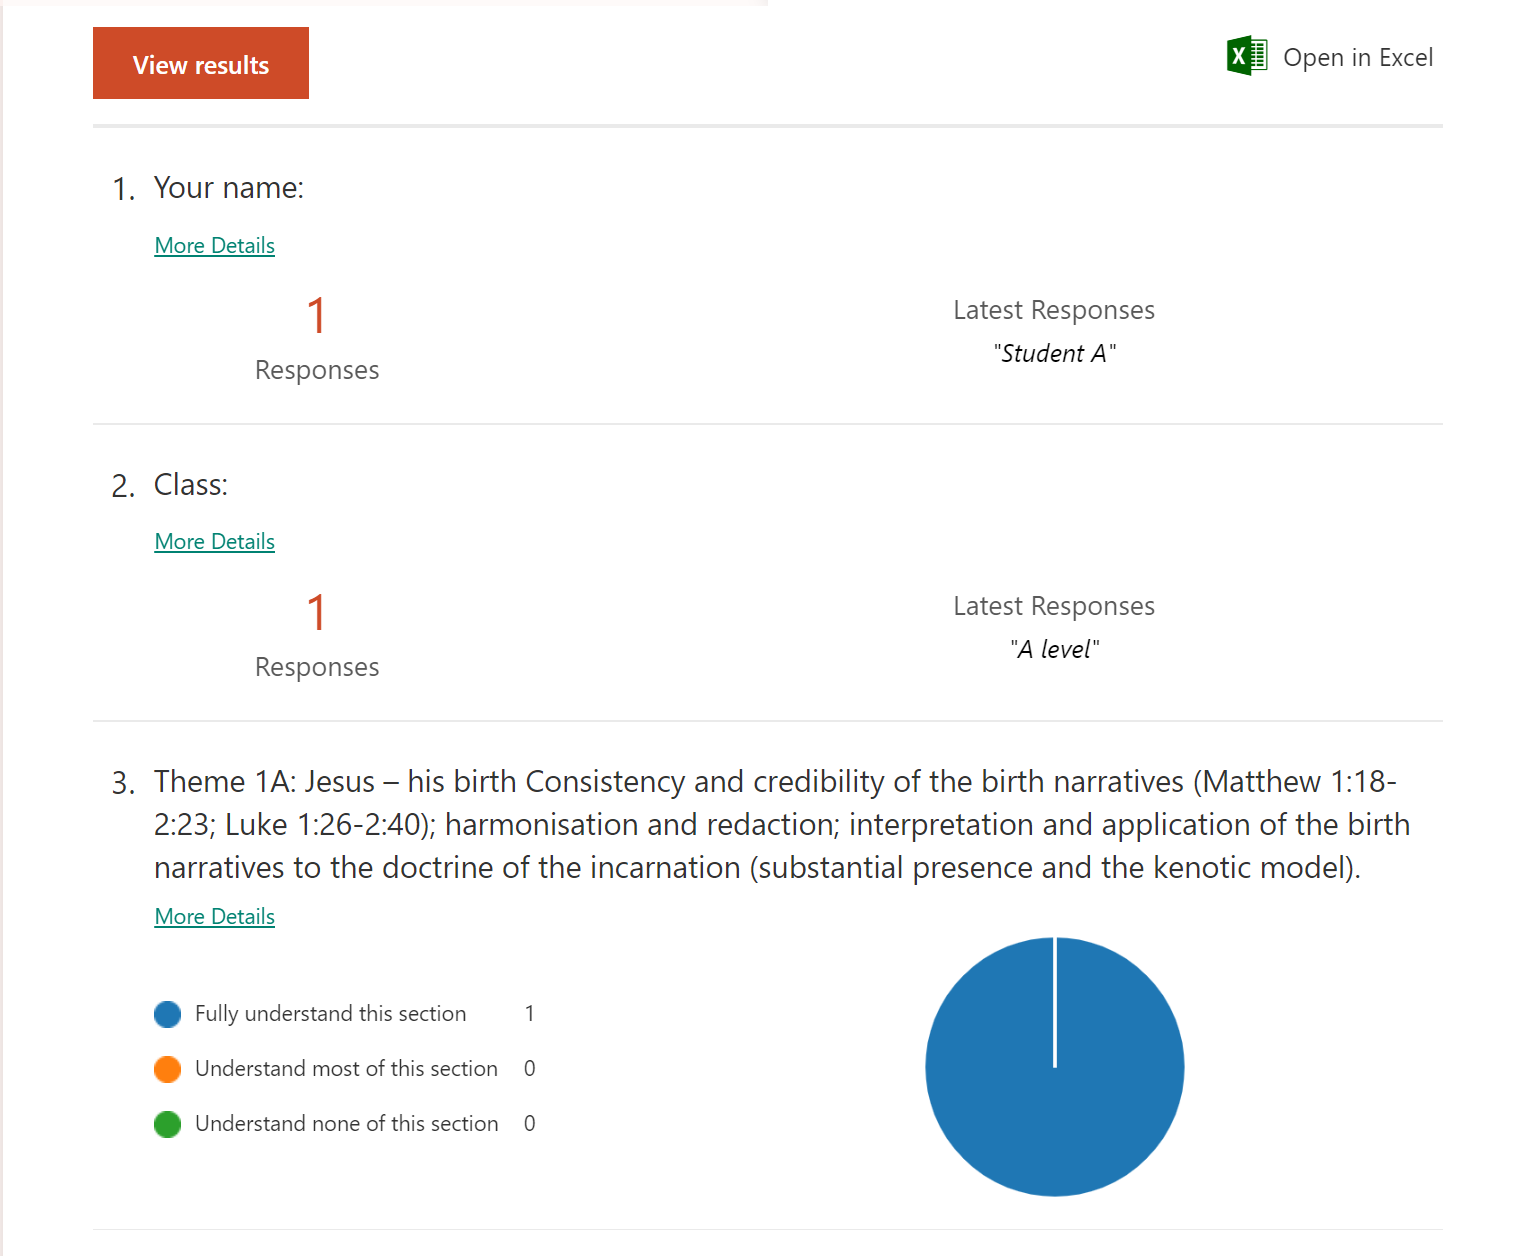 View results
Open in Excel
1. Your name:
More Details
1
Responses
Latest Responses
"Student A"
2. Class:
More Details
1
Responses
Latest Responses
"A level"
3. Theme 1A: Jesus – his birth Consistency and credibility of the birth narratives (Matthew 1:18-
2:23; Luke 1:26-2:40); harmonisation and redaction; interpretation and application of the birth
narratives to the doctrine of the incarnation (substantial presence and the kenotic model).
More Details
Fully understand this section 1
Understand most of this section 0
Understand none of this section 0